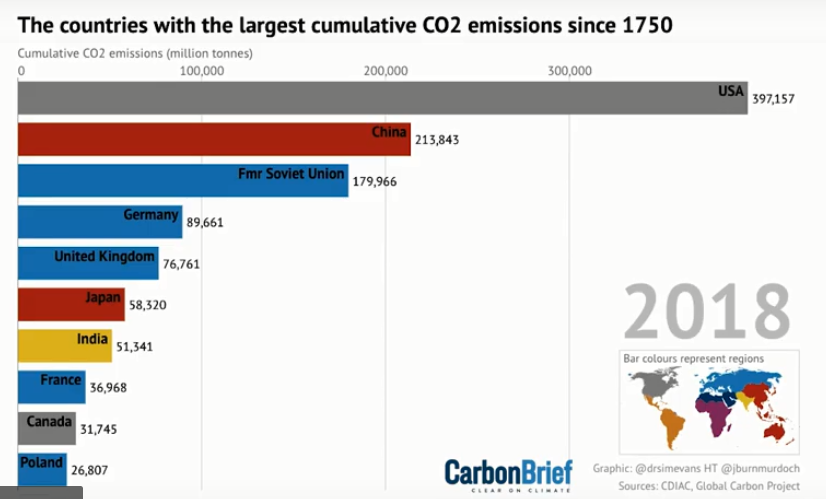 The countries with the largest cumulative CO2 emissions since 1750
Cumulative CO2 emissions (million tonnes)
0 100,000 200,000 300,000
USA 397,157
China 213,843
Fmr Soviet Union 179,966
Germany 89,661
United Kingdom 76,761
Japan 58,320
India 51,341
France 36,968
Canada 31,745
Poland 26,807
2018
Bar colours represent regions
CarbonBrief
CLEAR ON CLIMATE
Graphic: @drsimevans HT @jburnmurdoch
Sources: CDIAC, Global Carbon Project